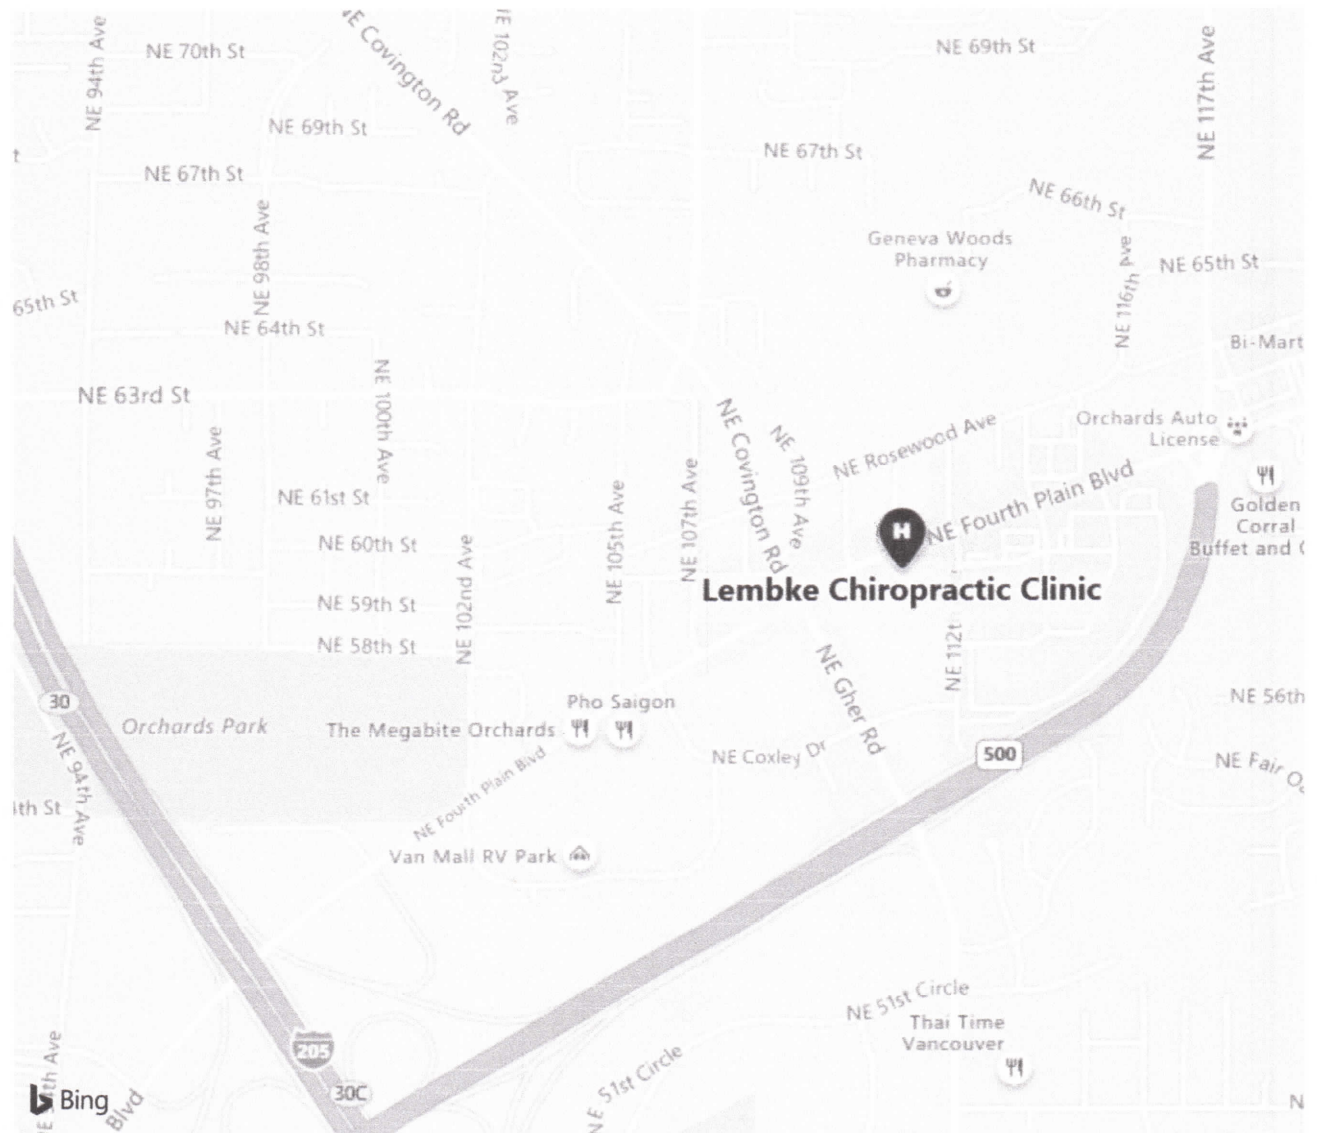 NE 94th Ave
NE 70th St
NE Covington Rd
NE 102nd Ave
NE 69th St
NE 117th Ave
NE 69th St
t
NE 67th St
NE 67th St
NE 66th St
NE 98th Ave
Geneva Woods
Pharmacy
NE 116th Ave
NE 65th St
65th St
NE 64th St
Bi-Mart
NE 63rd St
NE 100th Ave
NE Covington Rd
NE 109th Ave
NE Rosewood Ave
Orchards Auto
License
NE 97th Ave
NE 61st St
NE 105th Ave
NE 107th Ave
NE Fourth Plain Blvd
H
Golden
Corral
Buffet and
NE 60th St
NE 102nd Ave
Lembke Chiropractic Clinic
NE 59th St
NE 58th St
NE 112t
NE Gher Rd
30
Orchards Park
Pho Saigon
The Megabite Orchards
NE 56th
NE 94th Ave
NE Fourth Plain Blvd
NE Coxley Dr
500
NE Fair
th St
Van Mall RV Park
NE 51st Circle
Thai Time
Vancouver
205
30C
NE 51st Circle
th Ave
Bing
Blvd
N